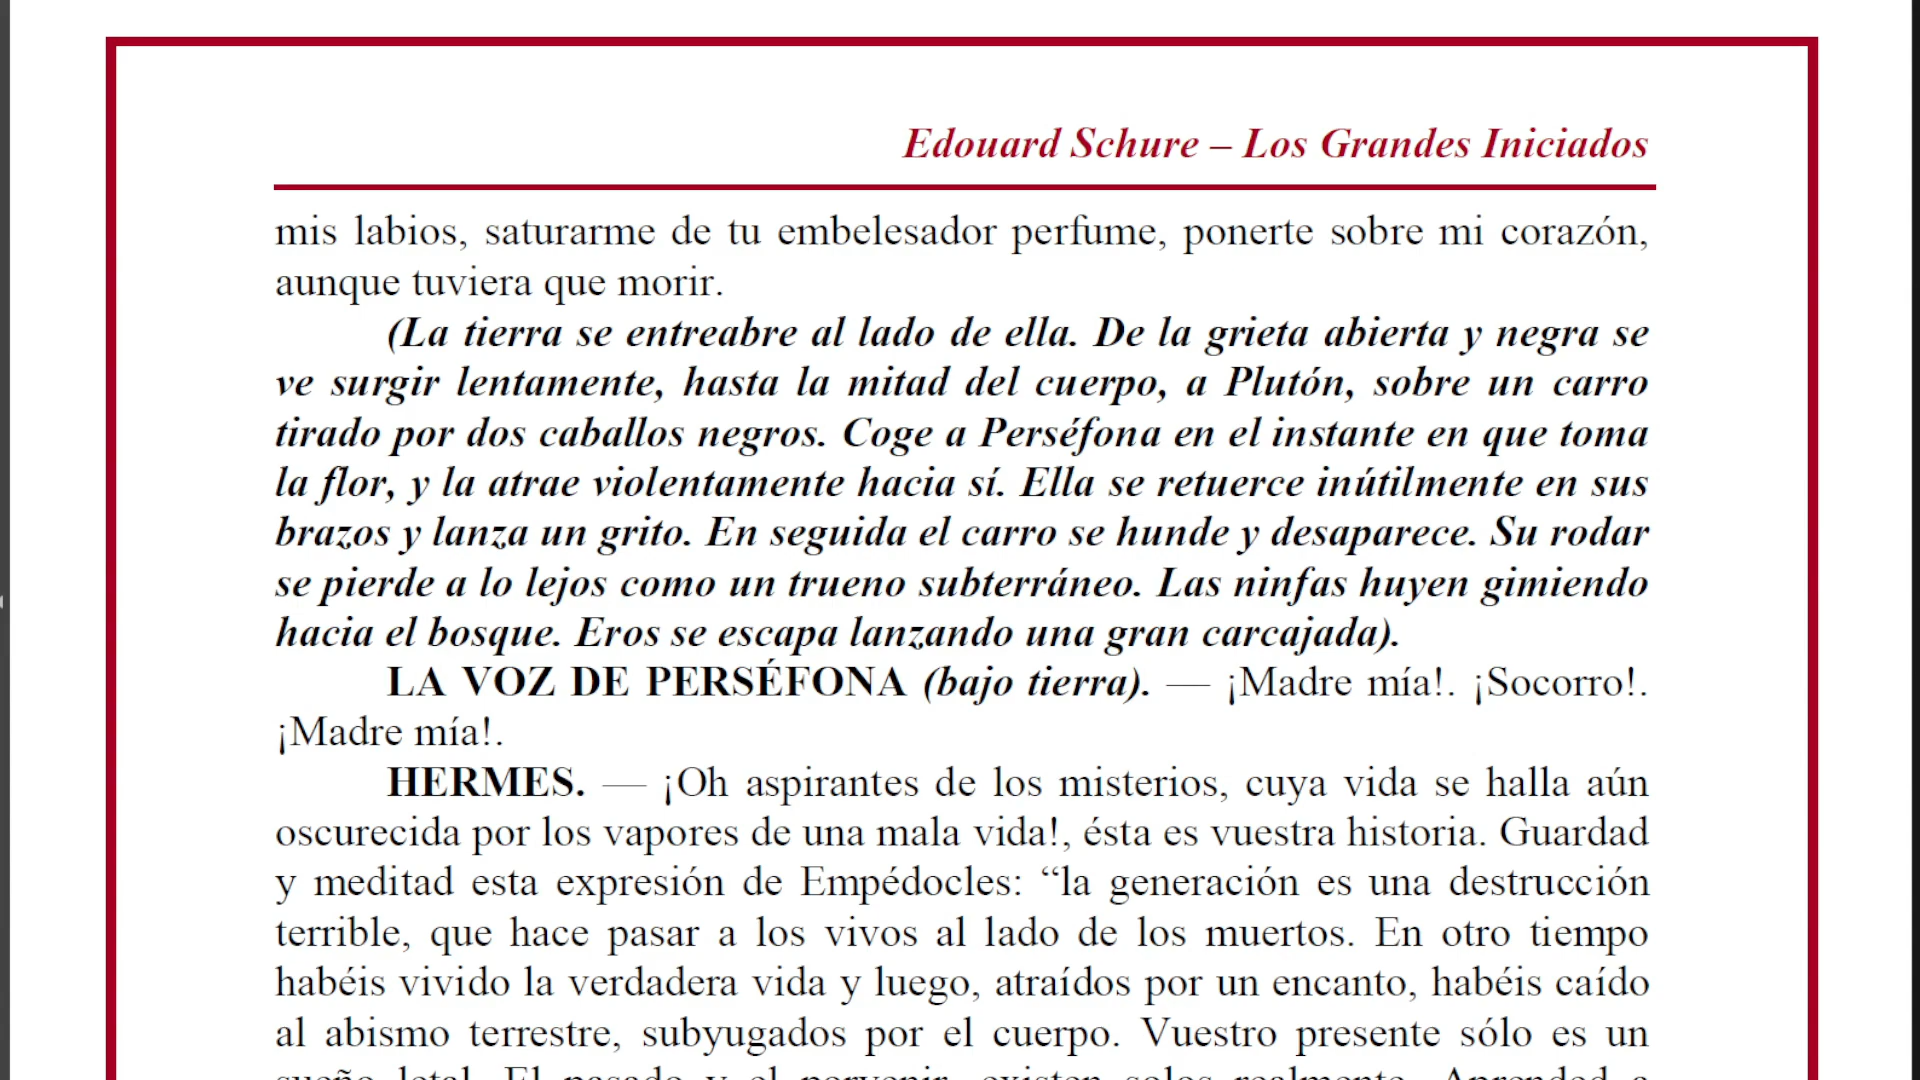 Edouard Schure – Los Grandes Iniciados
mis labios, saturarme de tu embelesador perfume, ponerte sobre mi corazón,
aunque tuviera que morir.
(La tierra se entreabre al lado de ella. De la grieta abierta y negra se
ve surgir lentamente, hasta la mitad del cuerpo, a Plutón, sobre un carro
tirado por dos caballos negros. Coge a Perséfona en el instante en que toma
la flor, y la atrae violentamente hacia sí. Ella se retuerce inútilmente en sus
brazos y lanza un grito. En seguida el carro se hunde y desaparece. Su rodar
se pierde a lo lejos como un trueno subterráneo. Las ninfas huyen gimiendo
hacia el bosque. Eros se escapa lanzando una gran carcajada).
LA VOZ DE PERSÉFONA (bajo tierra). — ¡Madre mía!. ¡Socorro!.
¡Madre mía!.
HERMES. — ¡Oh aspirantes de los misterios, cuya vida se halla aún
oscurecida por los vapores de una mala vida!, ésta es vuestra historia. Guardad
y meditad esta expresión de Empédocles: “la generación es una destrucción
terrible, que hace pasar a los vivos al lado de los muertos. En otro tiempo
habéis vivido la verdadera vida y luego, atraídos por un encanto, habéis caído
al abismo terrestre, subyugados por el cuerpo. Vuestro presente sólo es un
sueño letal. El pasado y el porvenir, existen solos realmente. Aprended a